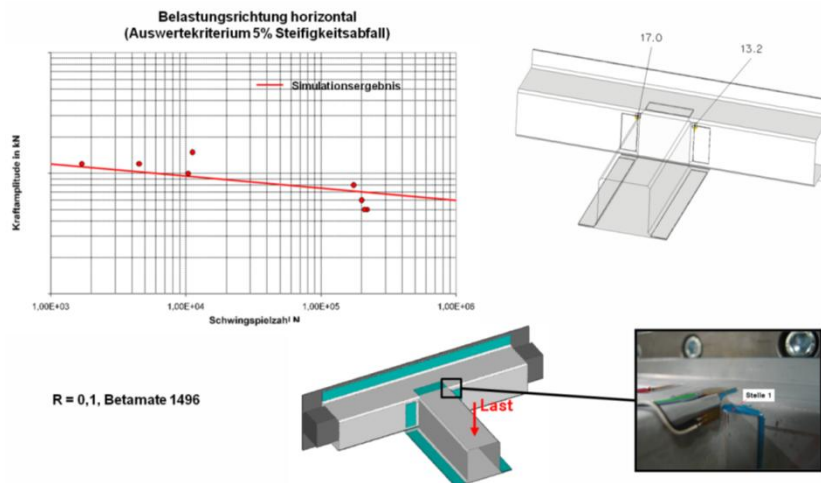 Belastungsrichtung horizontal
(Auswertekriterium 5% Steifigkeitsabfall)
Kraftamplitude in kN
Simulationsergebnis
1,00E+03
1,00E+04
1,00E+05
1,00E+06
Schwingspielzahl N
17.0
13.2
R = 0,1, Betamate 1496
Last
Stelle 1